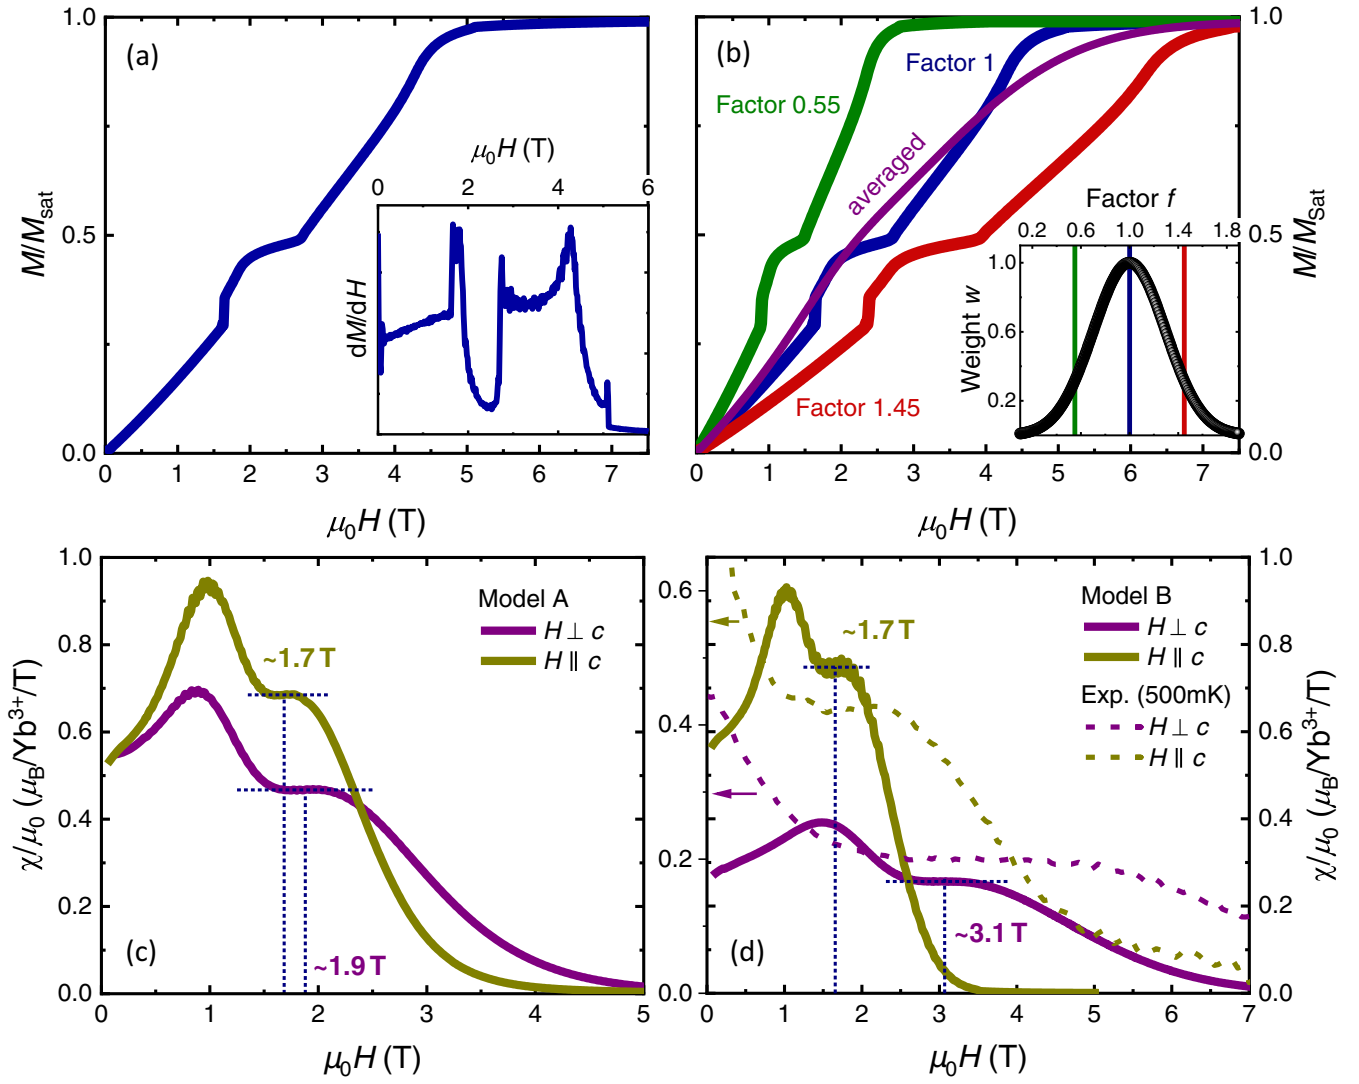 (a)
1.0
0.5
0.0
M/Msat
0 1 2 3 4 5 6 7
μ0H (T)
μ0H (T)
0 2 4 6
dM/dH
(b)
Factor 0.55
Factor 1
averaged
Factor 1.45
Factor f
0.2 0.6 1.0 1.4 1.8
1.0
0.6
0.2
Weight w
1.0
0.5
0.0
M/MSat
0 1 2 3 4 5 6 7
μ0H (T)
1.0
0.8
0.6
0.4
0.2
0.0
χ/μ0 (μB/Yb3+/T)
Model A
H ⊥ c
H ∥ c
~1.7 T
~1.9 T
(c)
0 1 2 3 4 5
μ0H (T)
0.6
0.4
0.2
0.0
Model B
H ⊥ c
H ∥ c
Exp. (500mK)
H ⊥ c
H ∥ c
~1.7 T
~3.1 T
(d)
1.0
0.8
0.6
0.4
0.2
0.0
χ/μ0 (μB/Yb3+/T)
0 1 2 3 4 5 6 7
μ0H (T)